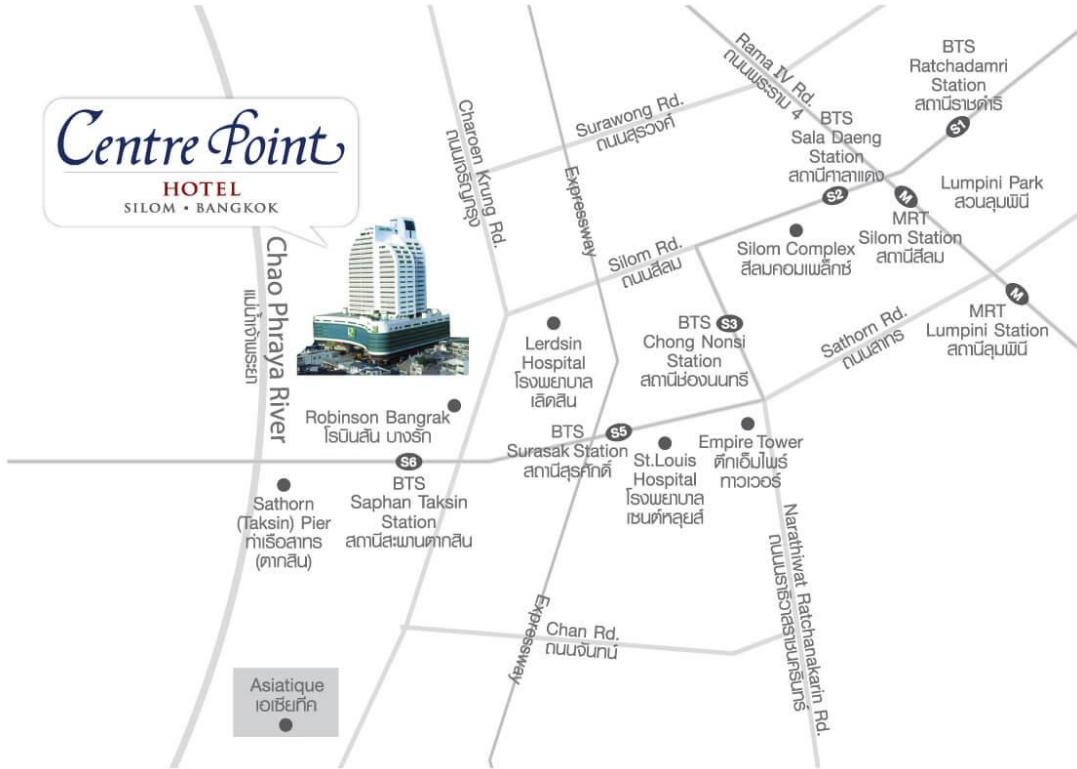 Centre Point
HOTEL
SILOM • BANGKOK
Chao Phraya River
แม่น้ำเจ้าพระยา
Charoen Krung Rd.
ถนนเจริญกรุง
Surawong Rd.
ถนนสุรวงศ์
Expressway
Rama IV Rd.
ถนนพระราม 4
BTS
Ratchadamri
Station
สถานีราชดำริ
S1
BTS
Sala Daeng
Station
สถานีศาลาแดง
S2
M
MRT
Silom Station
สถานีสีลม
Lumpini Park
สวนลุมพินี
Silom Rd.
ถนนสีลม
Silom Complex
สีลมคอมเพล็กซ์
M
MRT
Lumpini Station
สถานีลุมพินี
Sathorn Rd.
ถนนสาทร
BTS
S3
Chong Nonsi
Station
สถานีช่องนนทรี
Lerdsin
Hospital
โรงพยาบาล
เลิดสิน
Robinson Bangrak
โรบินสัน บางรัก
BTS
S5
Surasak Station
สถานีสุรศักดิ์
St.Louis
Hospital
โรงพยาบาล
เซนต์หลุยส์
Empire Tower
ตึกเอ็มไพร์
ทาวเวอร์
S6
BTS
Saphan Taksin
Station
สถานีสะพานตากสิน
Sathorn
(Taksin) Pier
ท่าเรือสาทร
(ตากสิน)
Narathiwat Ratchanakarin Rd.
ถนนนราธิวาสราชนครินทร์
Expressway
Chan Rd.
ถนนจันทน์
Asiatique
เอเชียทีค